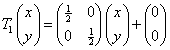 T₁(x y) = (½ 0 0 ½)(x y) + (0 0)